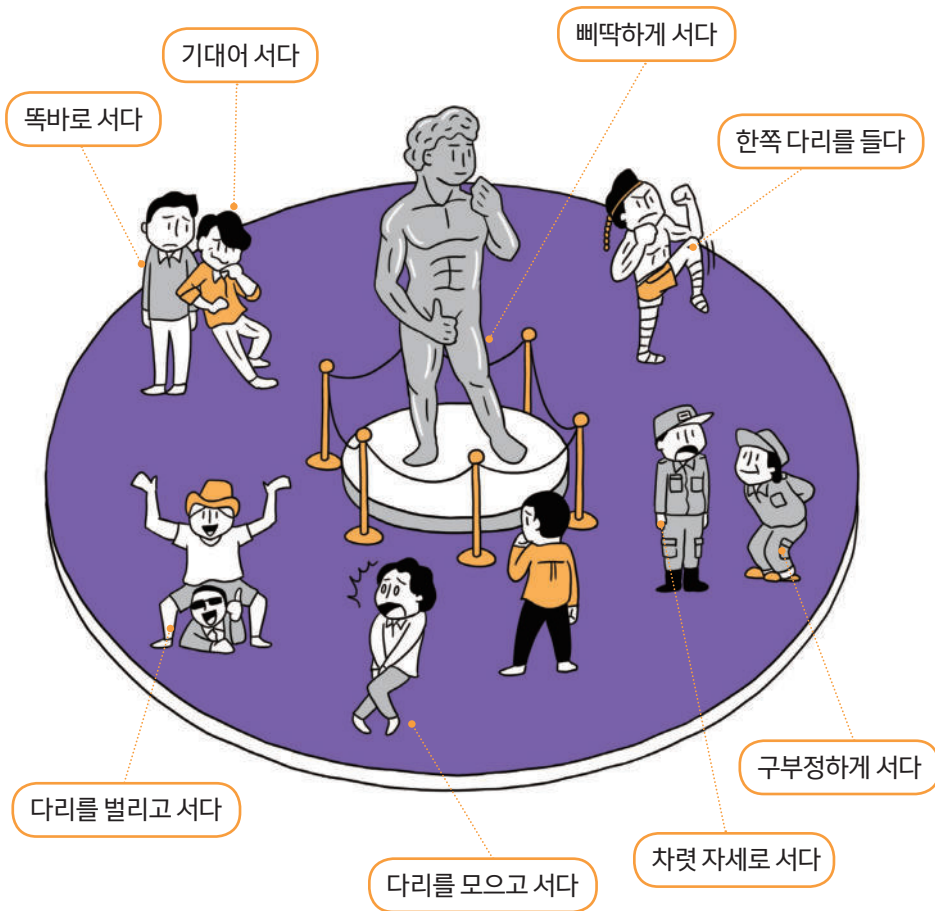 삐딱하게 서다
기대어 서다
똑바로 서다
한쪽 다리를 들다
구부정하게 서다
다리를 벌리고 서다
차렷 자세로 서다
다리를 모으고 서다